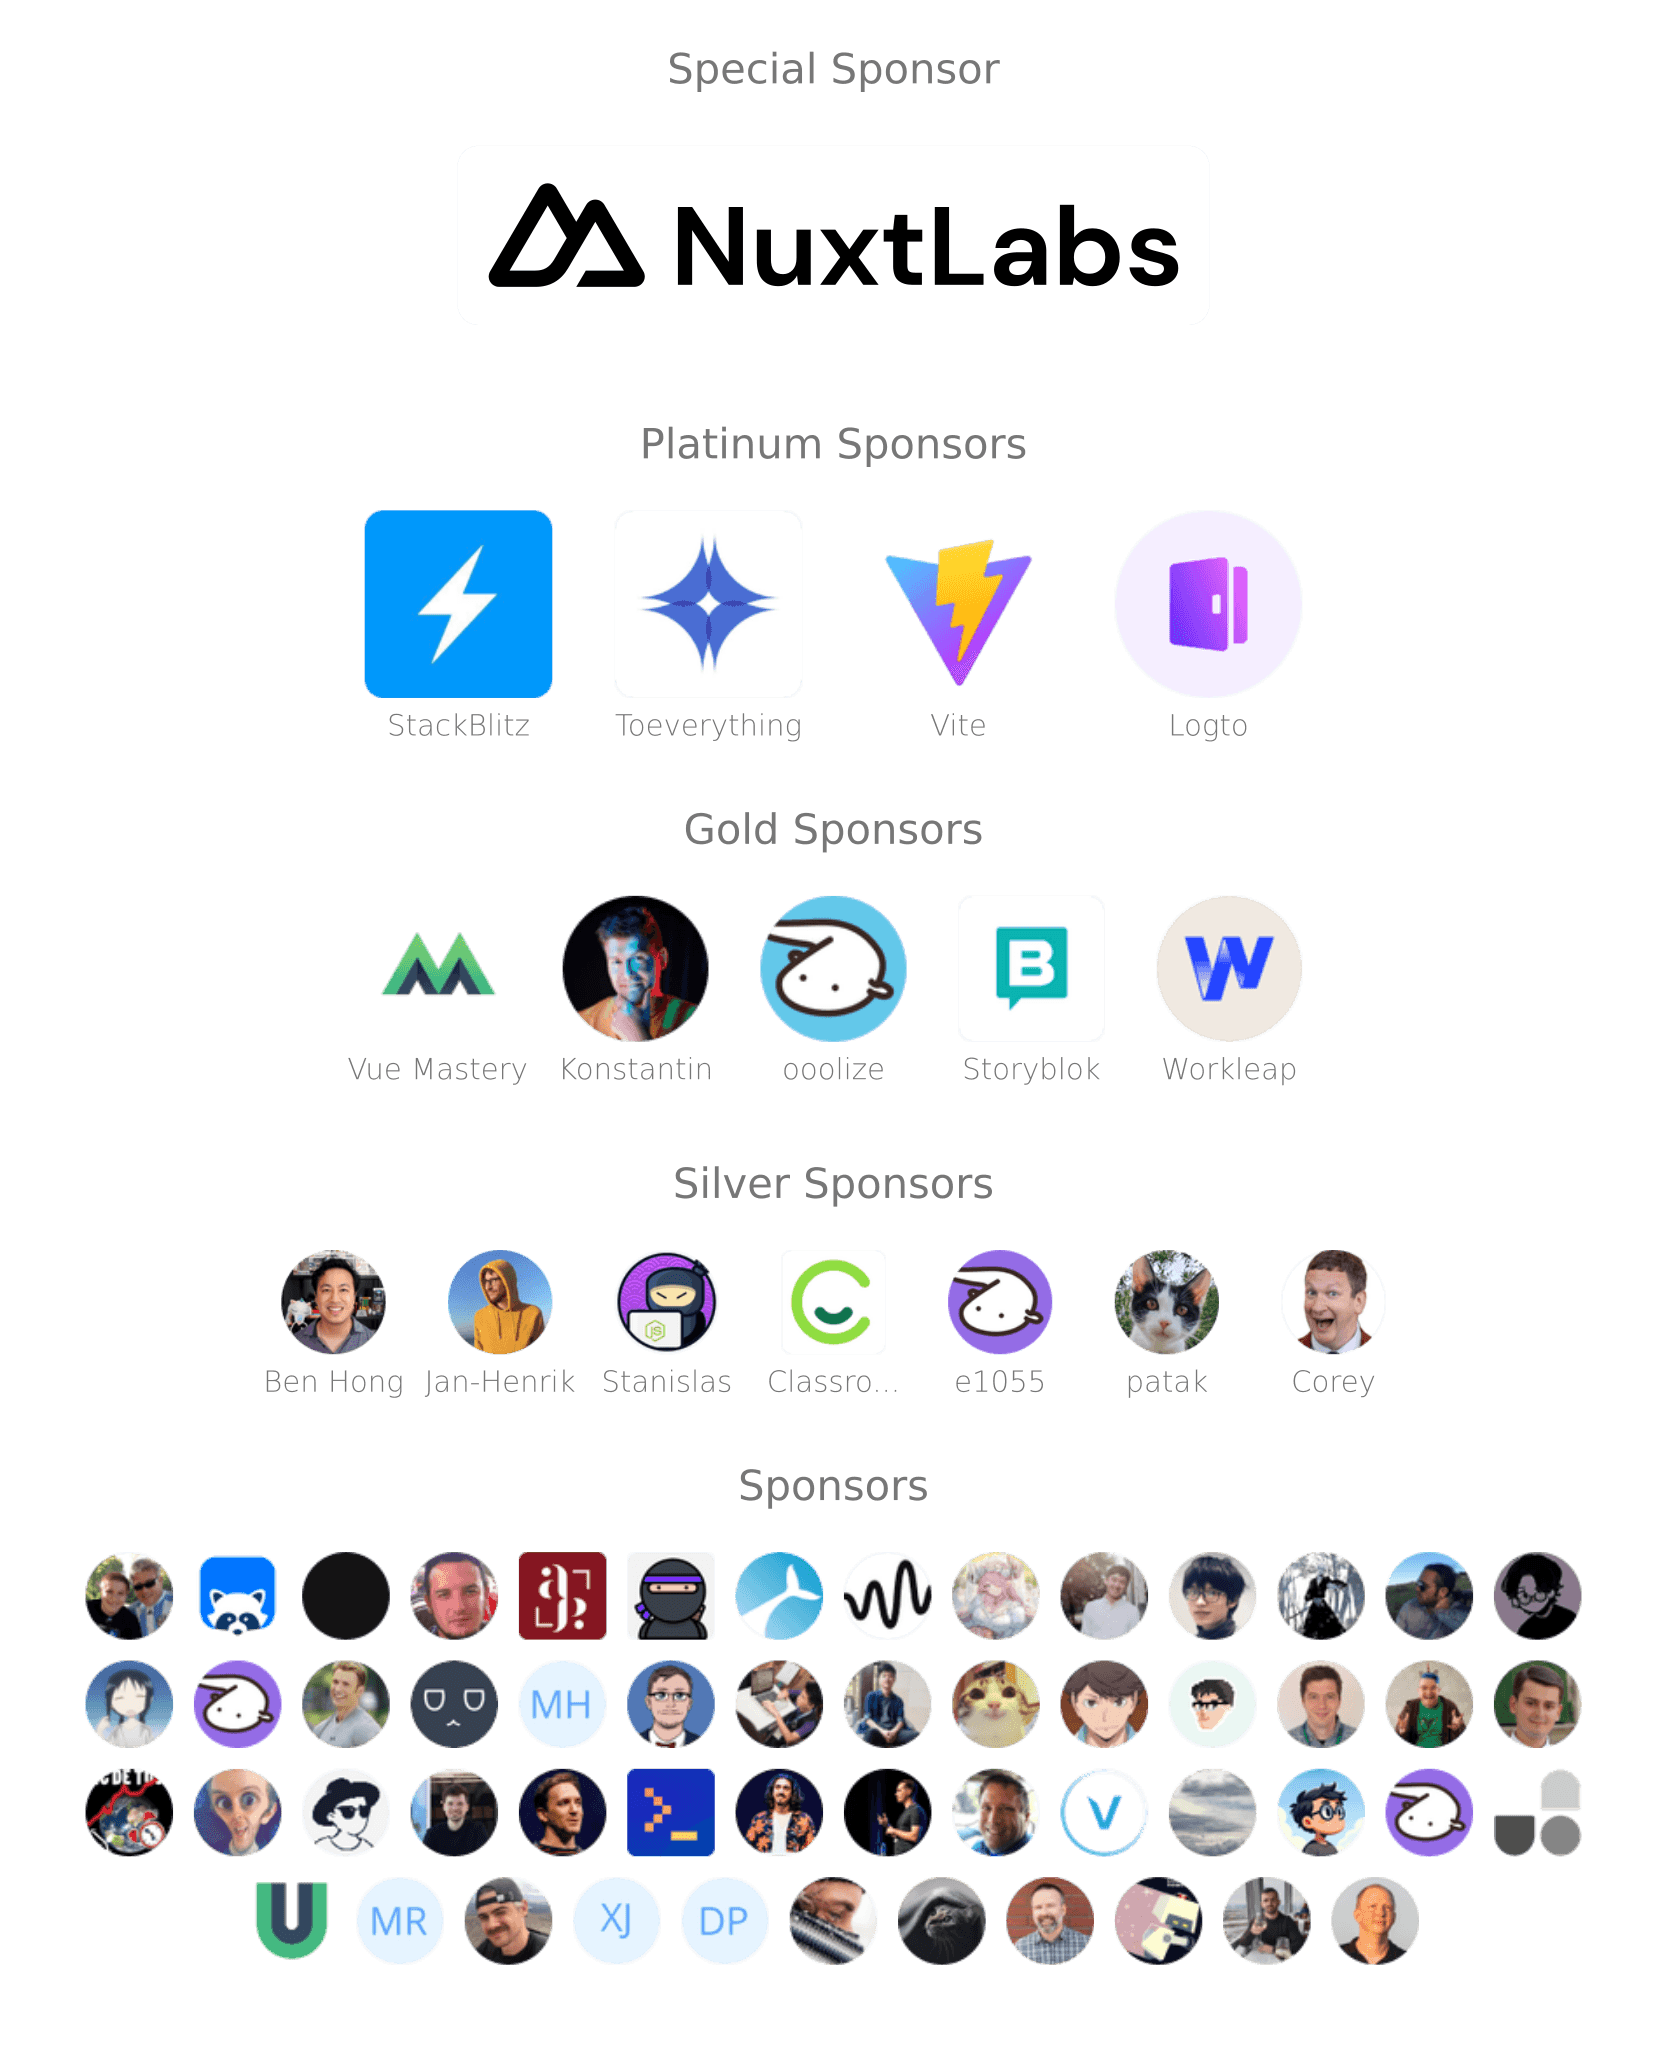 Special Sponsor
NuxtLabs
Platinum Sponsors
StackBlitz Toeverything Vite Logto
Gold Sponsors
Vue Mastery Konstantin ooolize Storyblok Workleap
Silver Sponsors
Ben Hong Jan-Henrik Stanislas Classro... e1055 patak Corey
Sponsors
MH
MR XJ DP